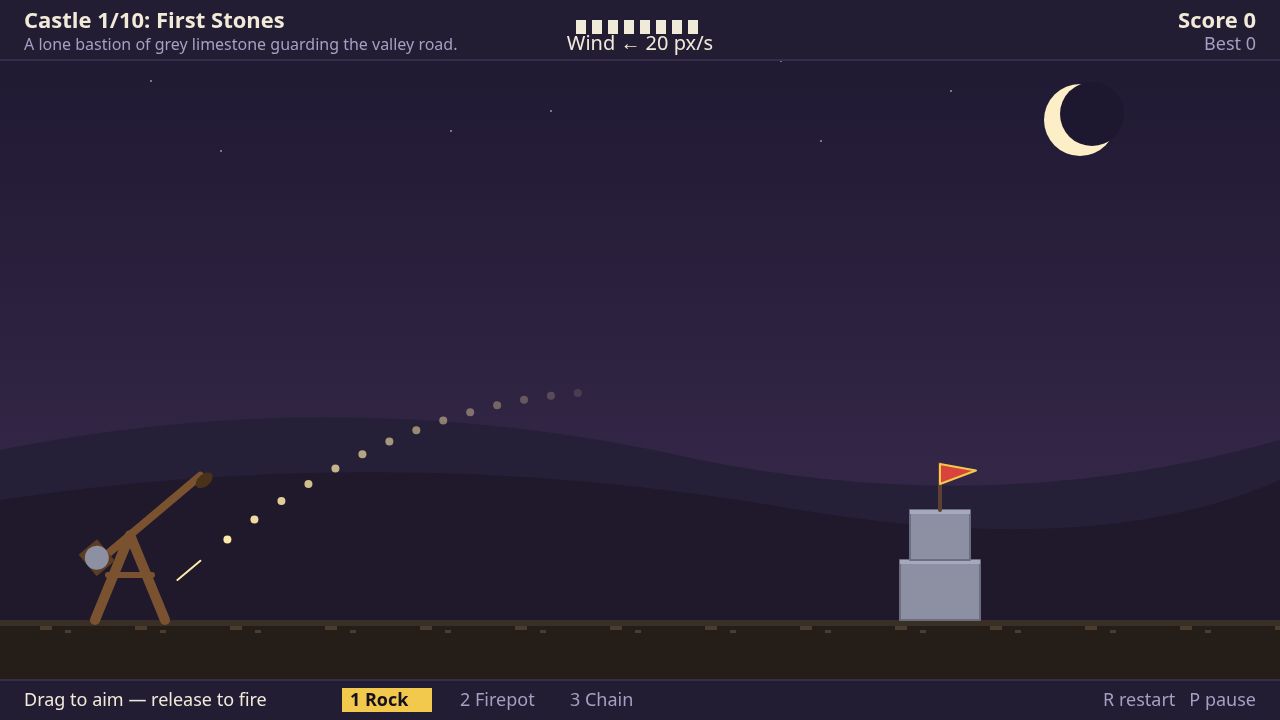 Castle 1/10: First Stones
A lone bastion of grey limestone guarding the valley road.
Wind ← 20 px/s
Score 0
Best 0
Drag to aim — release to fire
1 Rock
2 Firepot
3 Chain
R restart
P pause